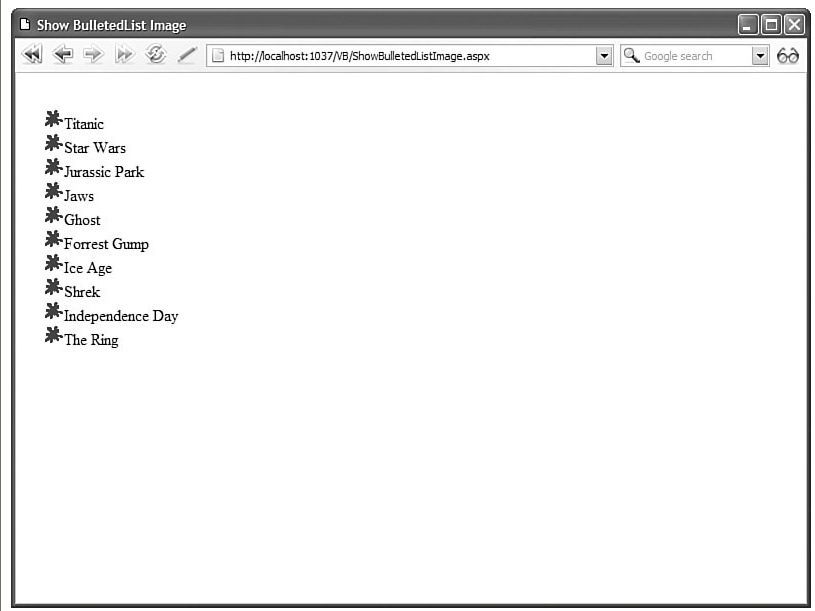 Show BulletedList Image
http://localhost:1037/VB/ShowBulletedListImage.aspx
Google search
Titanic
Star Wars
Jurassic Park
Jaws
Ghost
Forrest Gump
Ice Age
Shrek
Independence Day
The Ring